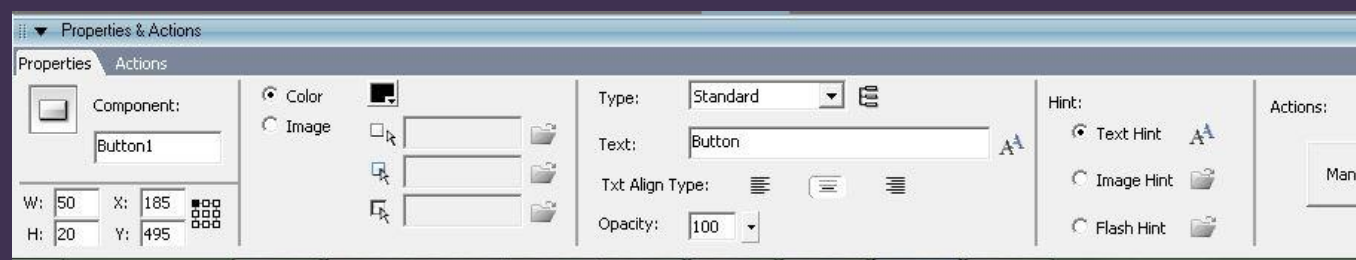 Properties & Actions
Properties Actions
Component:
Button1
W: 50 X: 185
H: 20 Y: 495
Color
Image
Type: Standard
Text: Button
Txt Align Type:
Opacity: 100
Hint:
Text Hint
Image Hint
Flash Hint
Actions:
Man